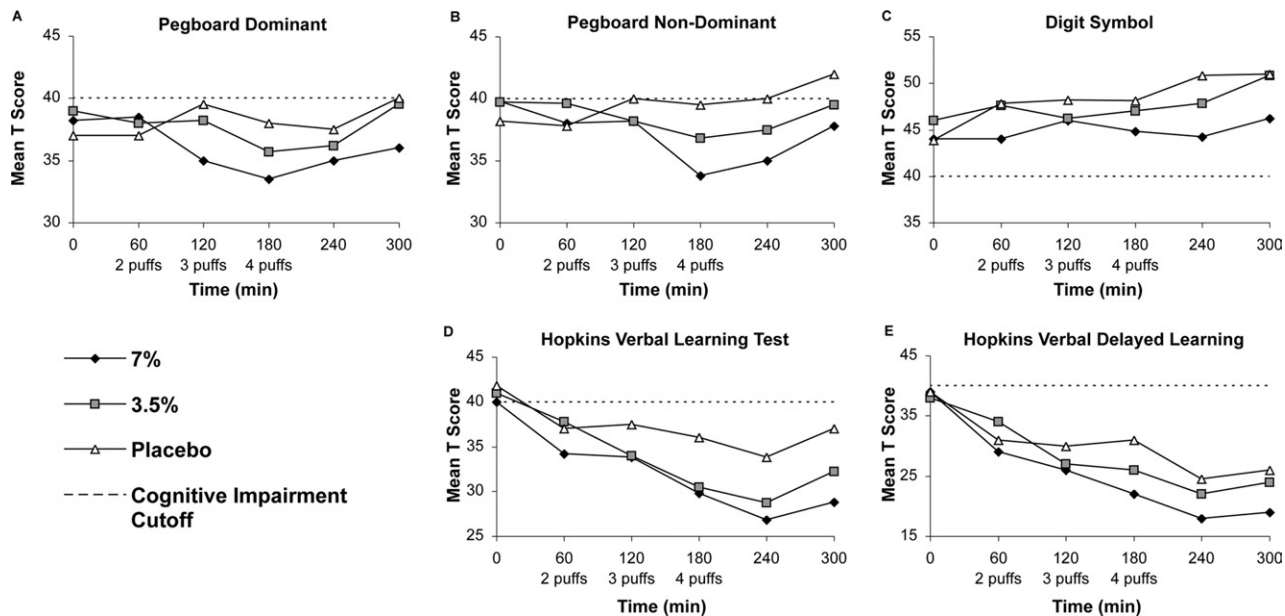 A
Pegboard Dominant
45
40
35
30
Mean T Score
0 60 120 180 240 300
2 puffs 3 puffs 4 puffs
Time (min)
B
Pegboard Non-Dominant
45
40
35
30
Mean T Score
0 60 120 180 240 300
2 puffs 3 puffs 4 puffs
Time (min)
C
Digit Symbol
55
50
45
40
35
Mean T Score
0 60 120 180 240 300
2 puffs 3 puffs 4 puffs
Time (min)
7%
3.5%
Placebo
Cognitive Impairment
Cutoff
D
Hopkins Verbal Learning Test
45
40
35
30
25
Mean T Score
0 60 120 180 240 300
2 puffs 3 puffs 4 puffs
Time (min)
E
Hopkins Verbal Delayed Learning
45
35
25
15
Mean T Score
0 60 120 180 240 300
2 puffs 3 puffs 4 puffs
Time (min)